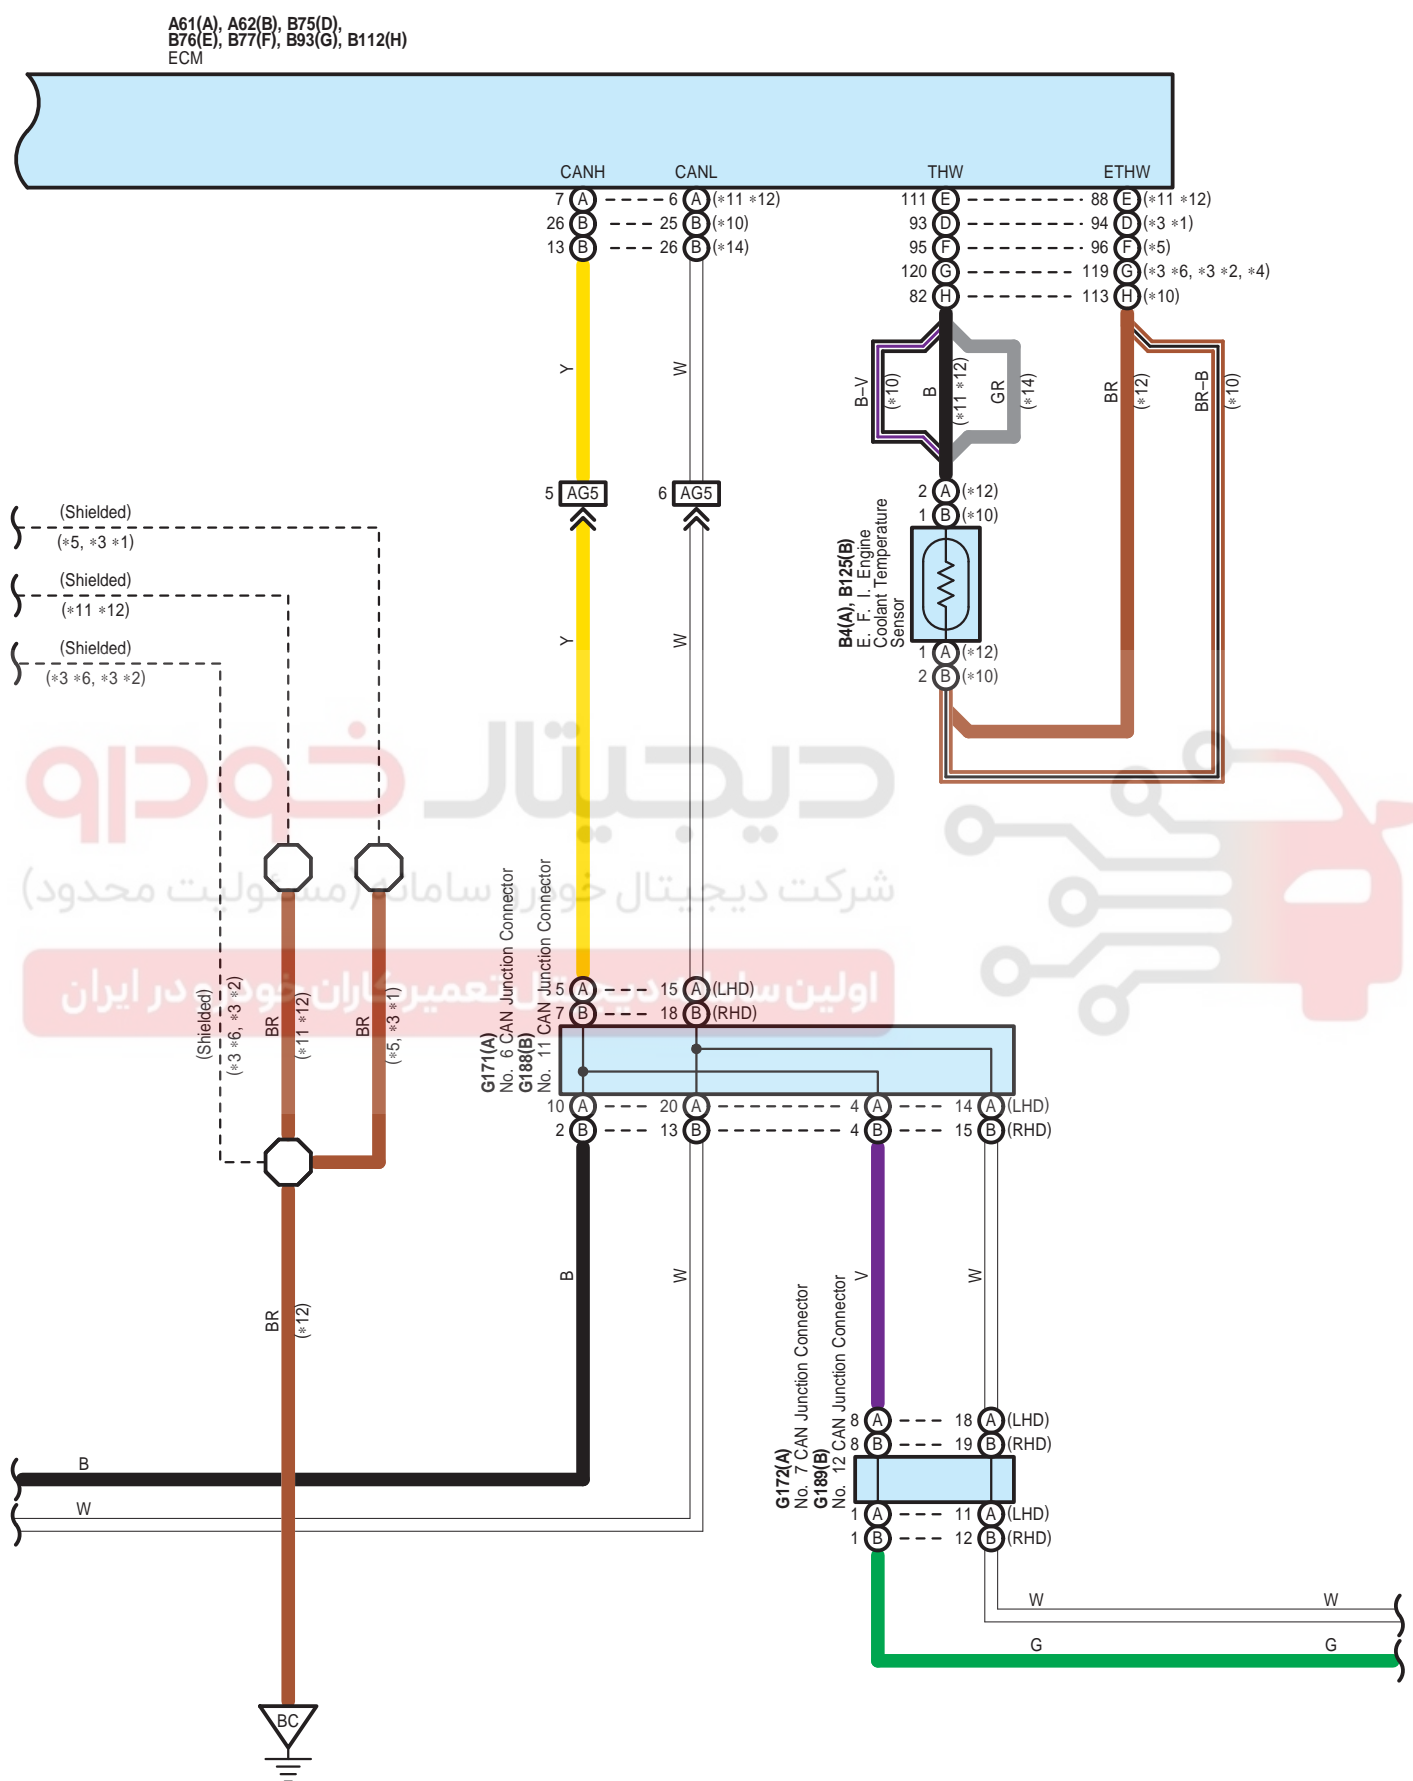 A61(A), A62(B), B75(D),
B76(E), B77(F), B93(G), B112(H)
ECM
CANH
CANL
THW
ETHW
7 A 6 A (*11 *12)
26 B 25 B (*10)
13 B 26 B (*14)
111 E 88 E (*11 *12)
93 D 94 D (*3 *1)
95 F 96 F (*5)
120 G 119 G (*3 *6, *3 *2, *4)
82 H 113 H (*10)
Y
W
B–V
(*10)
B
(*11 *12)
GR
(*14)
BR
(*12)
BR–B
(*10)
5 AG5
6 AG5
2 A (*12)
1 B (*10)
B4(A), B125(B)
E. F. I. Engine
Coolant Temperature
Sensor
1 A (*12)
2 B (*10)
(Shielded)
(*5, *3 *1)
(Shielded)
(*11 *12)
(Shielded)
(*3 *6, *3 *2)
Y
W
دیجیتال خودرو
شرکت دیجیتال خودرو سامانه (مسئولیت محدود)
اولین سامانه دیجیتال تعمیرکاران خودرو در ایران
(Shielded)
(*3 *6, *3 *2)
BR
(*11 *12)
BR
(*5, *3 *1)
G171(A)
No. 6 CAN Junction Connector
G188(B)
No. 11 CAN Junction Connector
5 A 15 A (LHD)
7 B 18 B (RHD)
10 A 20 A 4 A 14 A (LHD)
2 B 13 B 4 B 15 B (RHD)
B
W
V
W
BR
(*12)
G172(A)
No. 7 CAN Junction Connector
G189(B)
No. 12 CAN Junction Connector
8 A 18 A (LHD)
8 B 19 B (RHD)
1 A 11 A (LHD)
1 B 12 B (RHD)
B
W
W W
G G
BC